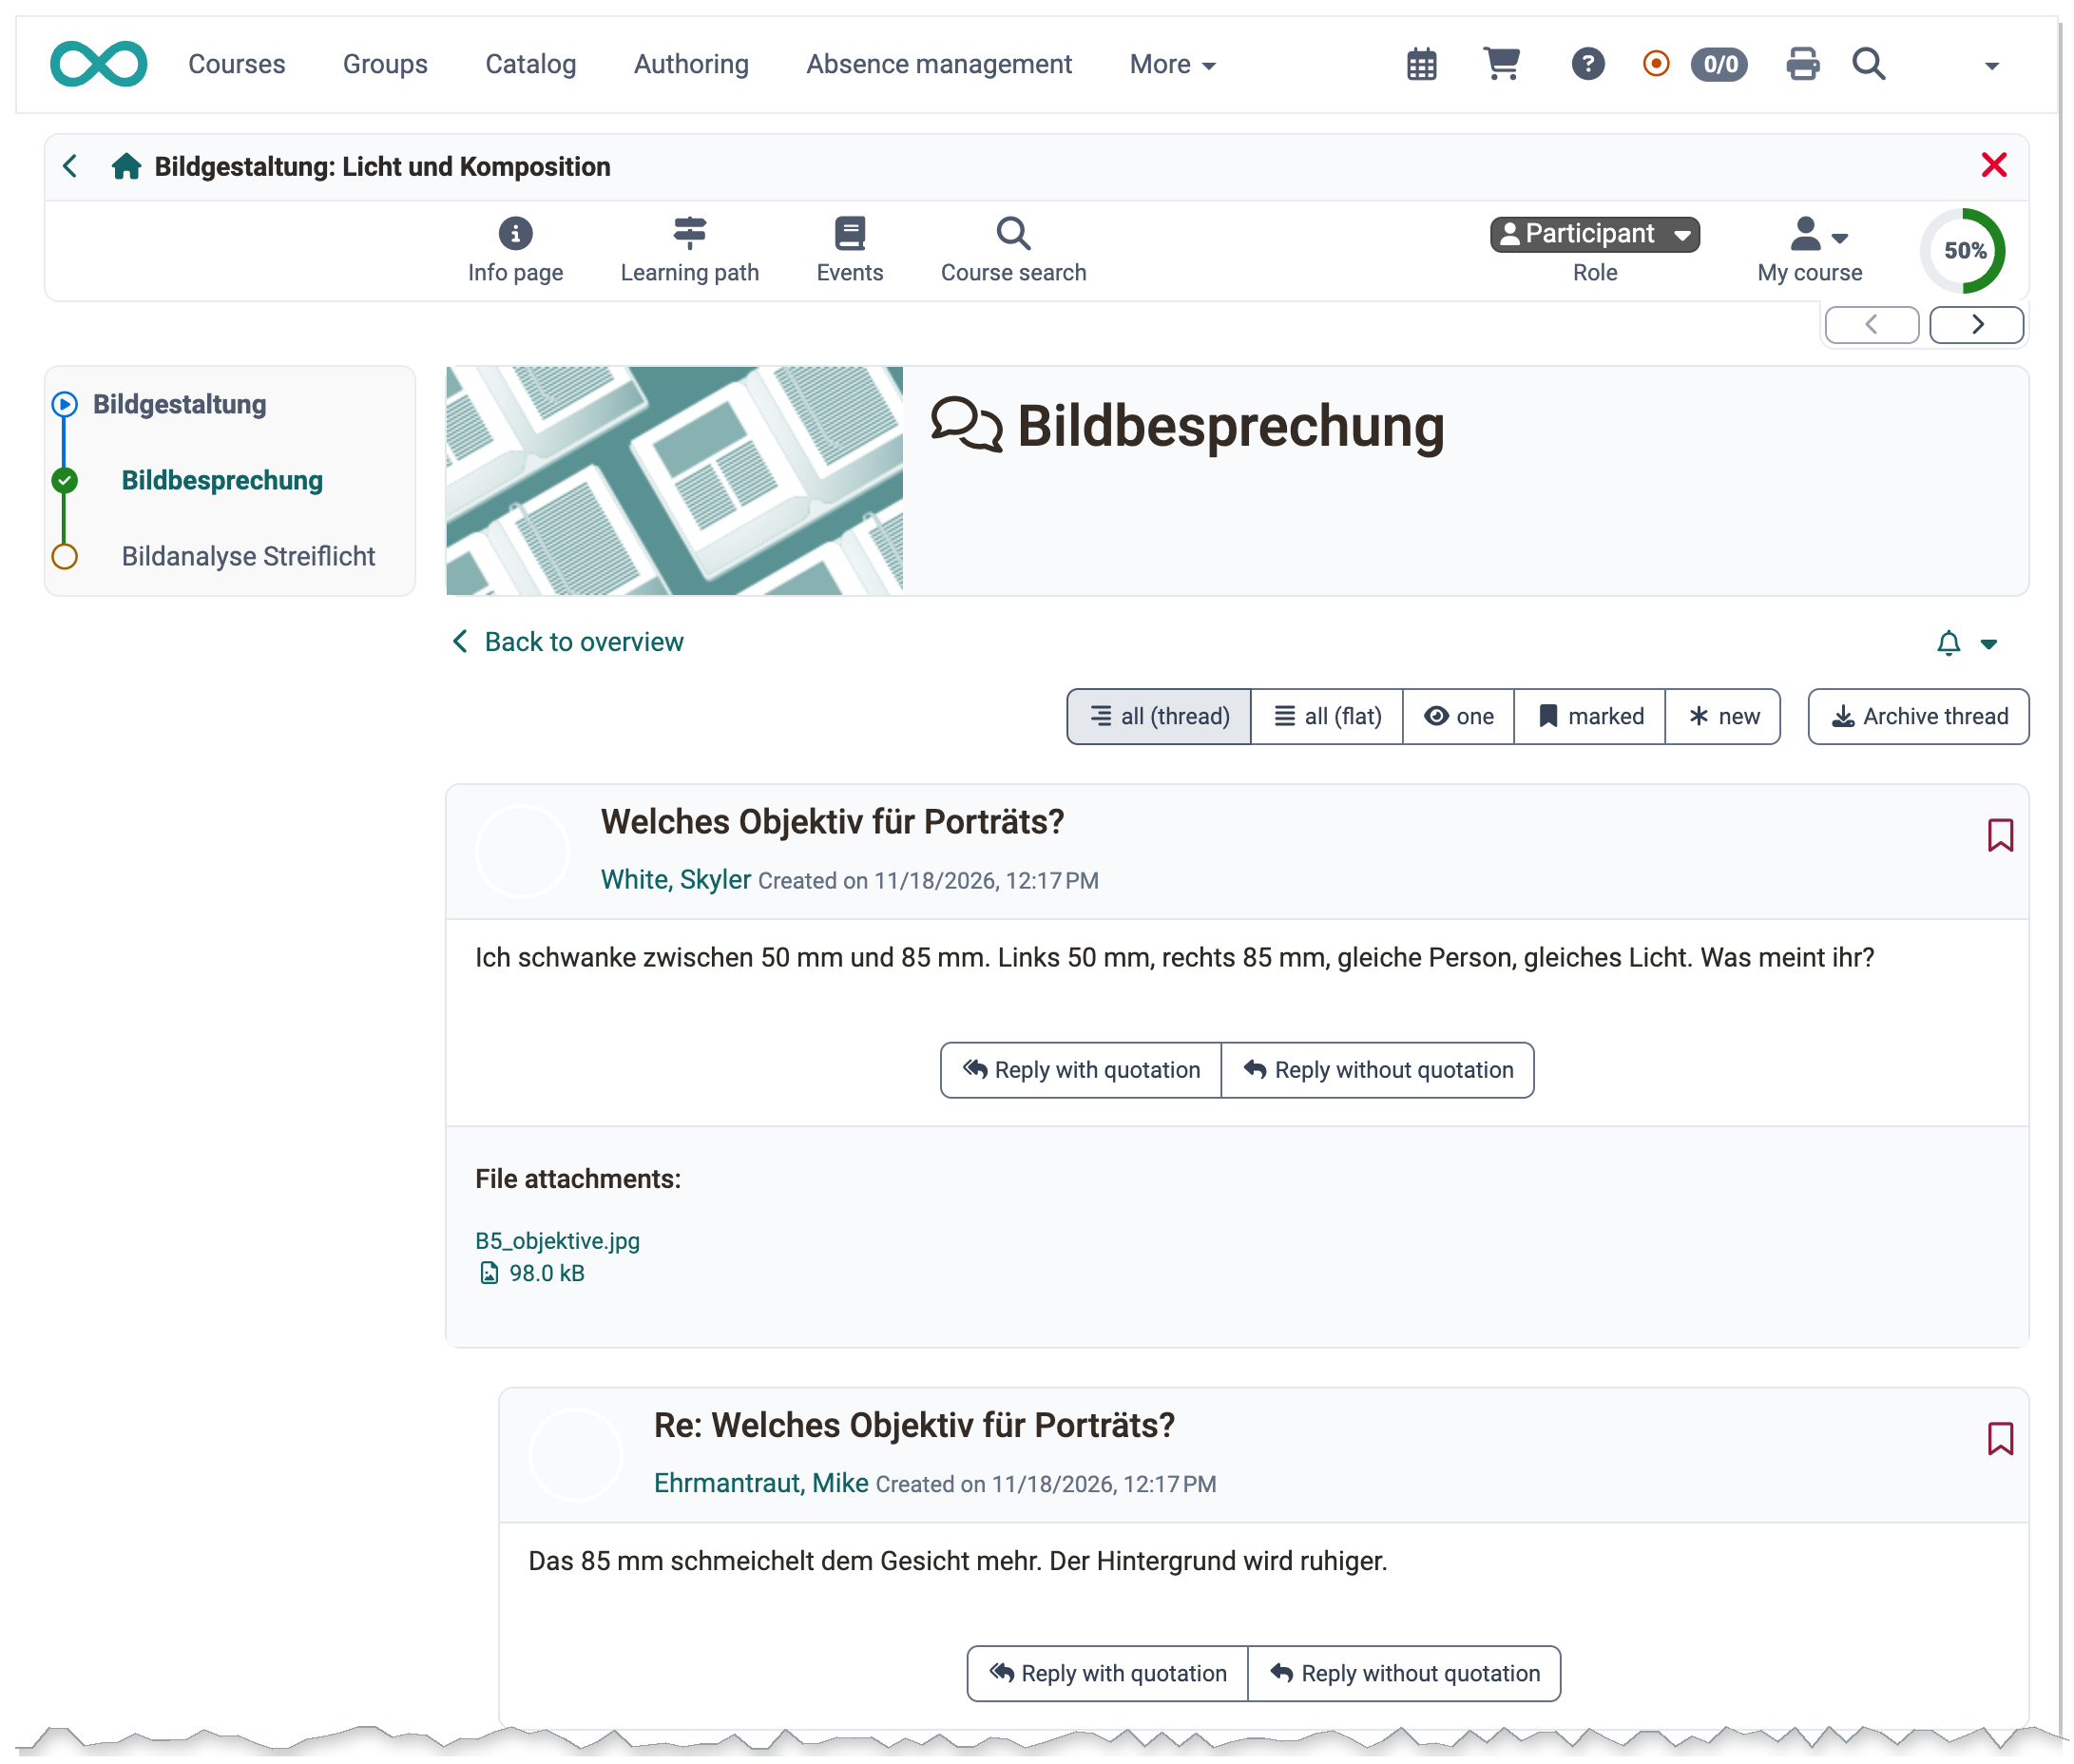 Courses Groups Catalog Authoring Absence management More 0/0
Bildgestaltung: Licht und Komposition
Info page Learning path Events Course search Participant Role My course 50%
Bildgestaltung
Bildbesprechung
Bildanalyse Streiflicht
Bildbesprechung
Back to overview
all (thread) all (flat) one marked new Archive thread
Welches Objektiv für Porträts?
White, Skyler Created on 11/18/2026, 12:17 PM
Ich schwanke zwischen 50 mm und 85 mm. Links 50 mm, rechts 85 mm, gleiche Person, gleiches Licht. Was meint ihr?
Reply with quotation Reply without quotation
File attachments:
B5_objektive.jpg
98.0 kB
Re: Welches Objektiv für Porträts?
Ehrmantraut, Mike Created on 11/18/2026, 12:17 PM
Das 85 mm schmeichelt dem Gesicht mehr. Der Hintergrund wird ruhiger.
Reply with quotation Reply without quotation